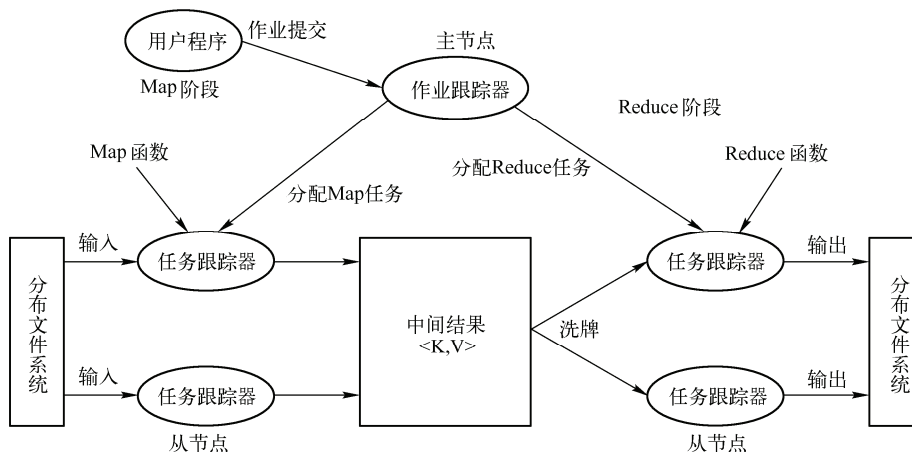 用户程序
作业提交
Map阶段
主节点
作业跟踪器
Reduce阶段
Map函数
Reduce函数
分配Map任务
分配Reduce任务
分布文件系统
输入
任务跟踪器
输入
任务跟踪器
从节点
中间结果
<K,V>
洗牌
任务跟踪器
输出
任务跟踪器
输出
从节点
分布文件系统